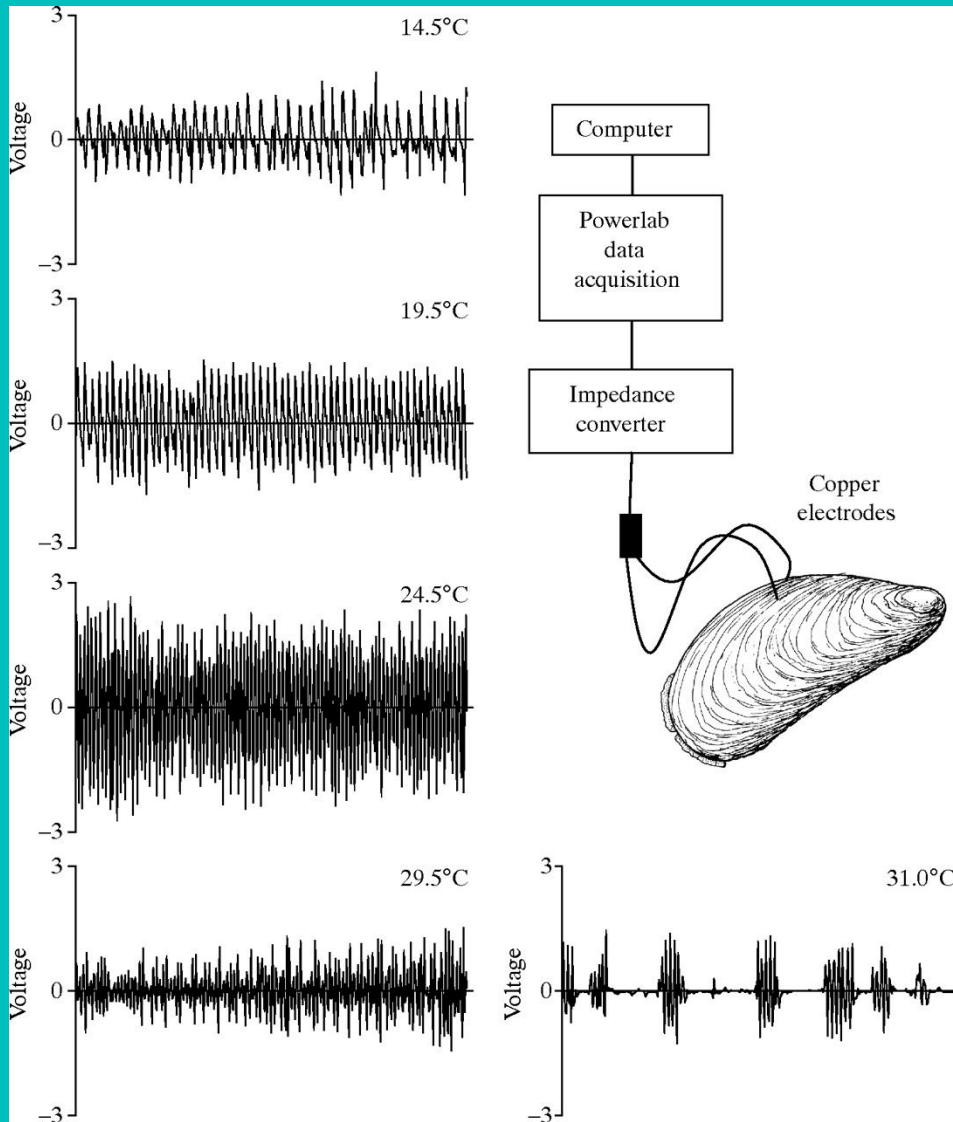 3
14.5°C
Voltage
0
–3
3
19.5°C
Voltage
0
–3
3
24.5°C
Voltage
0
–3
3
29.5°C
Voltage
0
–3
Computer
Powerlab
data
acquisition
Impedance
converter
Copper
electrodes
3
31.0°C
Voltage
0
–3